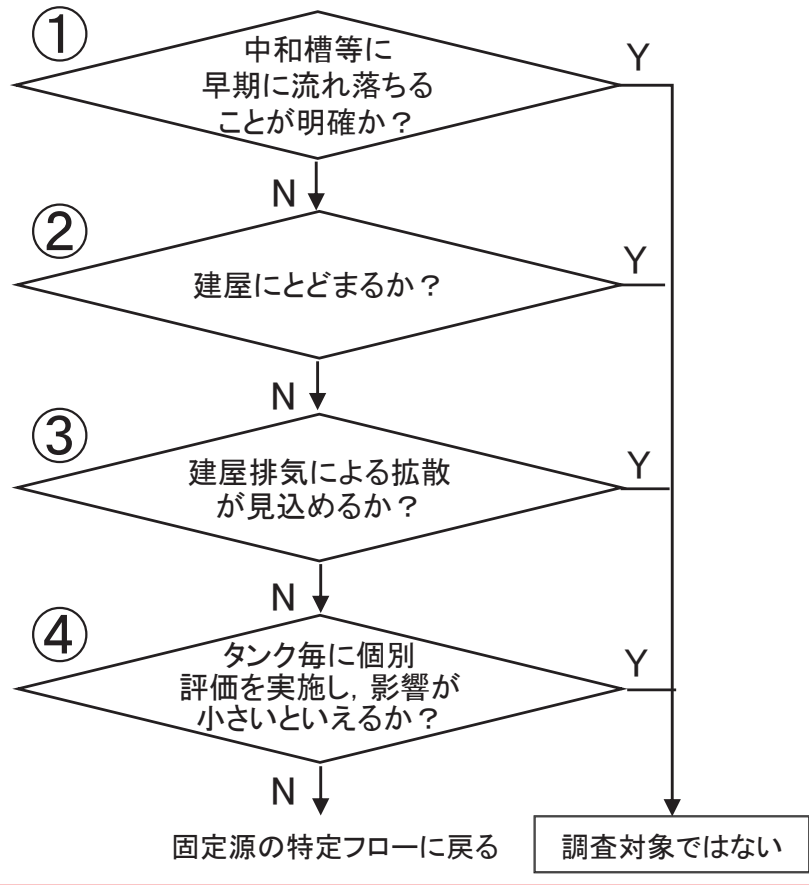 ①
中和槽等に
早期に流れ落ちる
ことが明確か？
Y
N
②
建屋にとどまるか？
Y
N
③
建屋排気による拡散
が見込めるか？
Y
N
④
タンク毎に個別
評価を実施し，影響が
小さいといえるか？
Y
N
固定源の特定フローに戻る
調査対象ではない